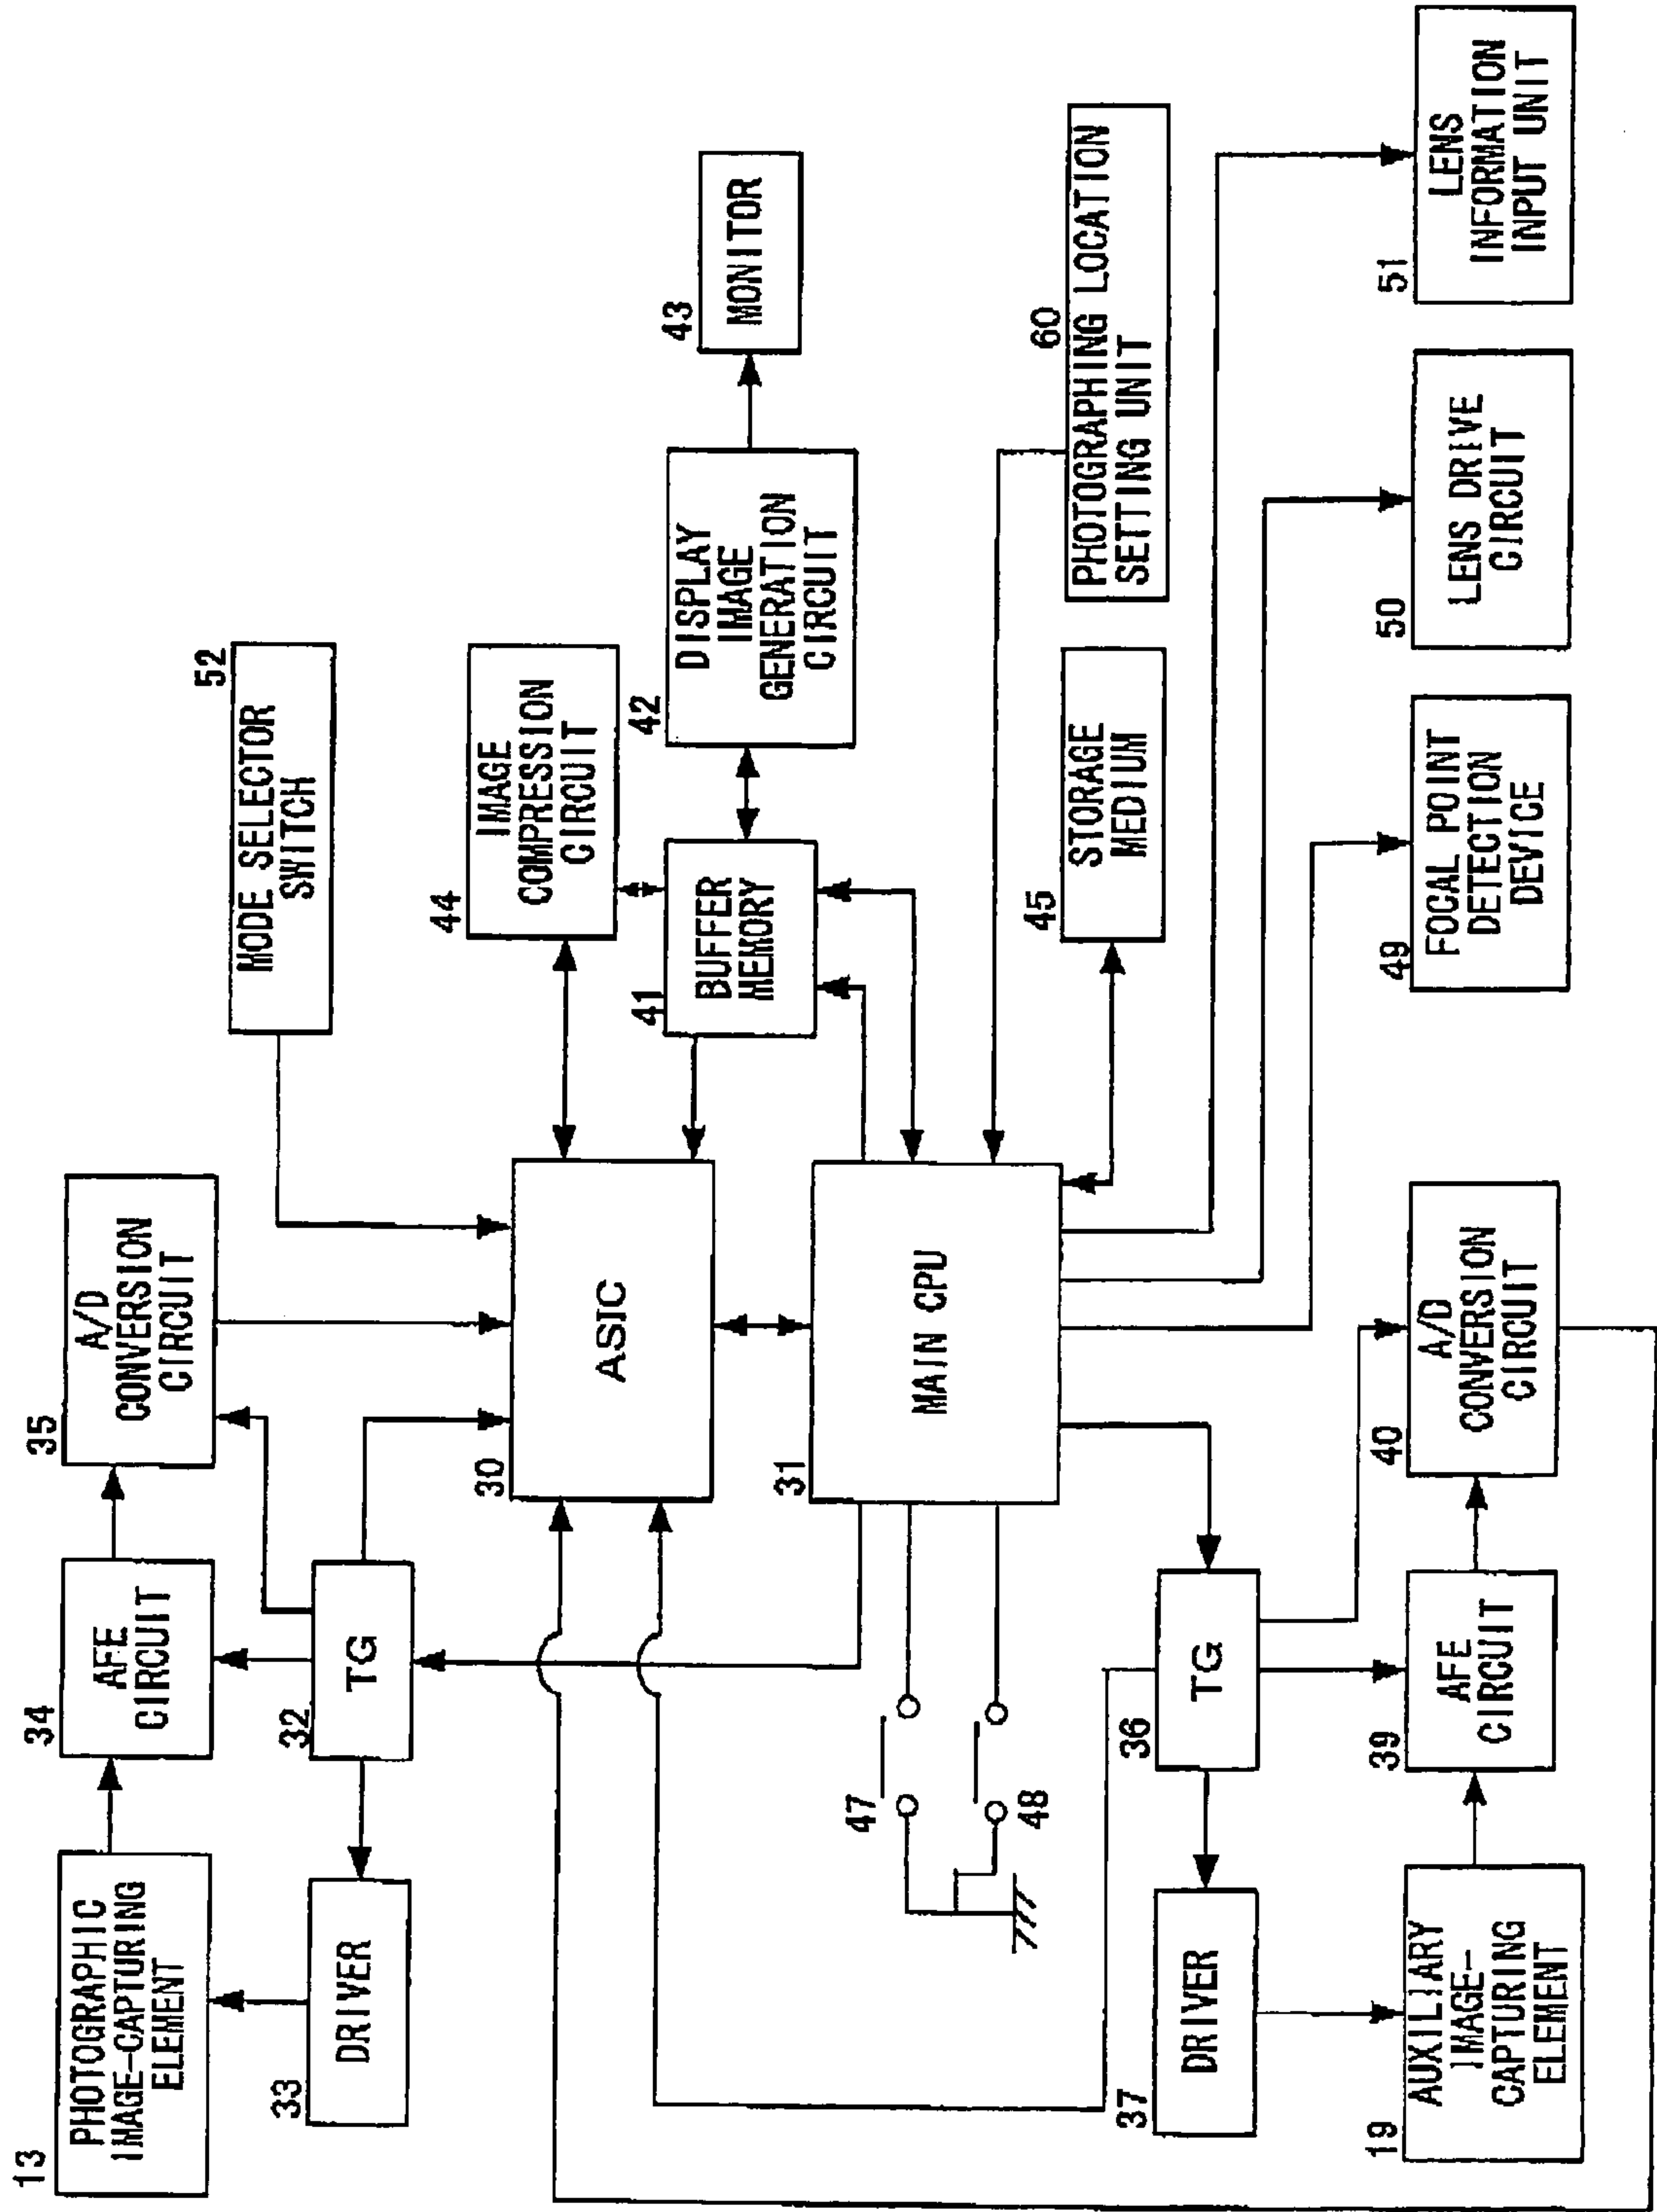 13
PHOTOGRAPHIC
IMAGE-CAPTURING
ELEMENT
34
AFE
CIRCUIT
35
A/D
CONVERSION
CIRCUIT
52
MODE SELECTOR
SWITCH
33
DRIVER
32
TG
30
ASIC
44
IMAGE
COMPRESSION
CIRCUIT
41
BUFFER
MEMORY
42
DISPLAY
IMAGE
GENERATION
CIRCUIT
43
MONITOR
31
MAIN CPU
47
48
45
STORAGE
MEDIUM
60
PHOTOGRAPHING LOCATION
SETTING UNIT
37
DRIVER
36
TG
19
AUXILIARY
IMAGE-
CAPTURING
ELEMENT
39
AFE
CIRCUIT
40
A/D
CONVERSION
CIRCUIT
49
FOCAL POINT
DETECTION
DEVICE
50
LENS DRIVE
CIRCUIT
51
LENS
INFORMATION
INPUT UNIT